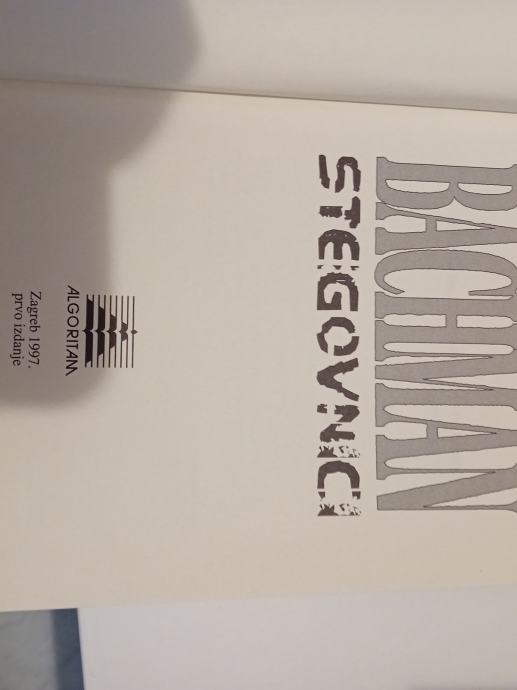 BACHMAN
STEGOVNICI
ALGORITAM
Zagreb 1997.
prvo izdanje